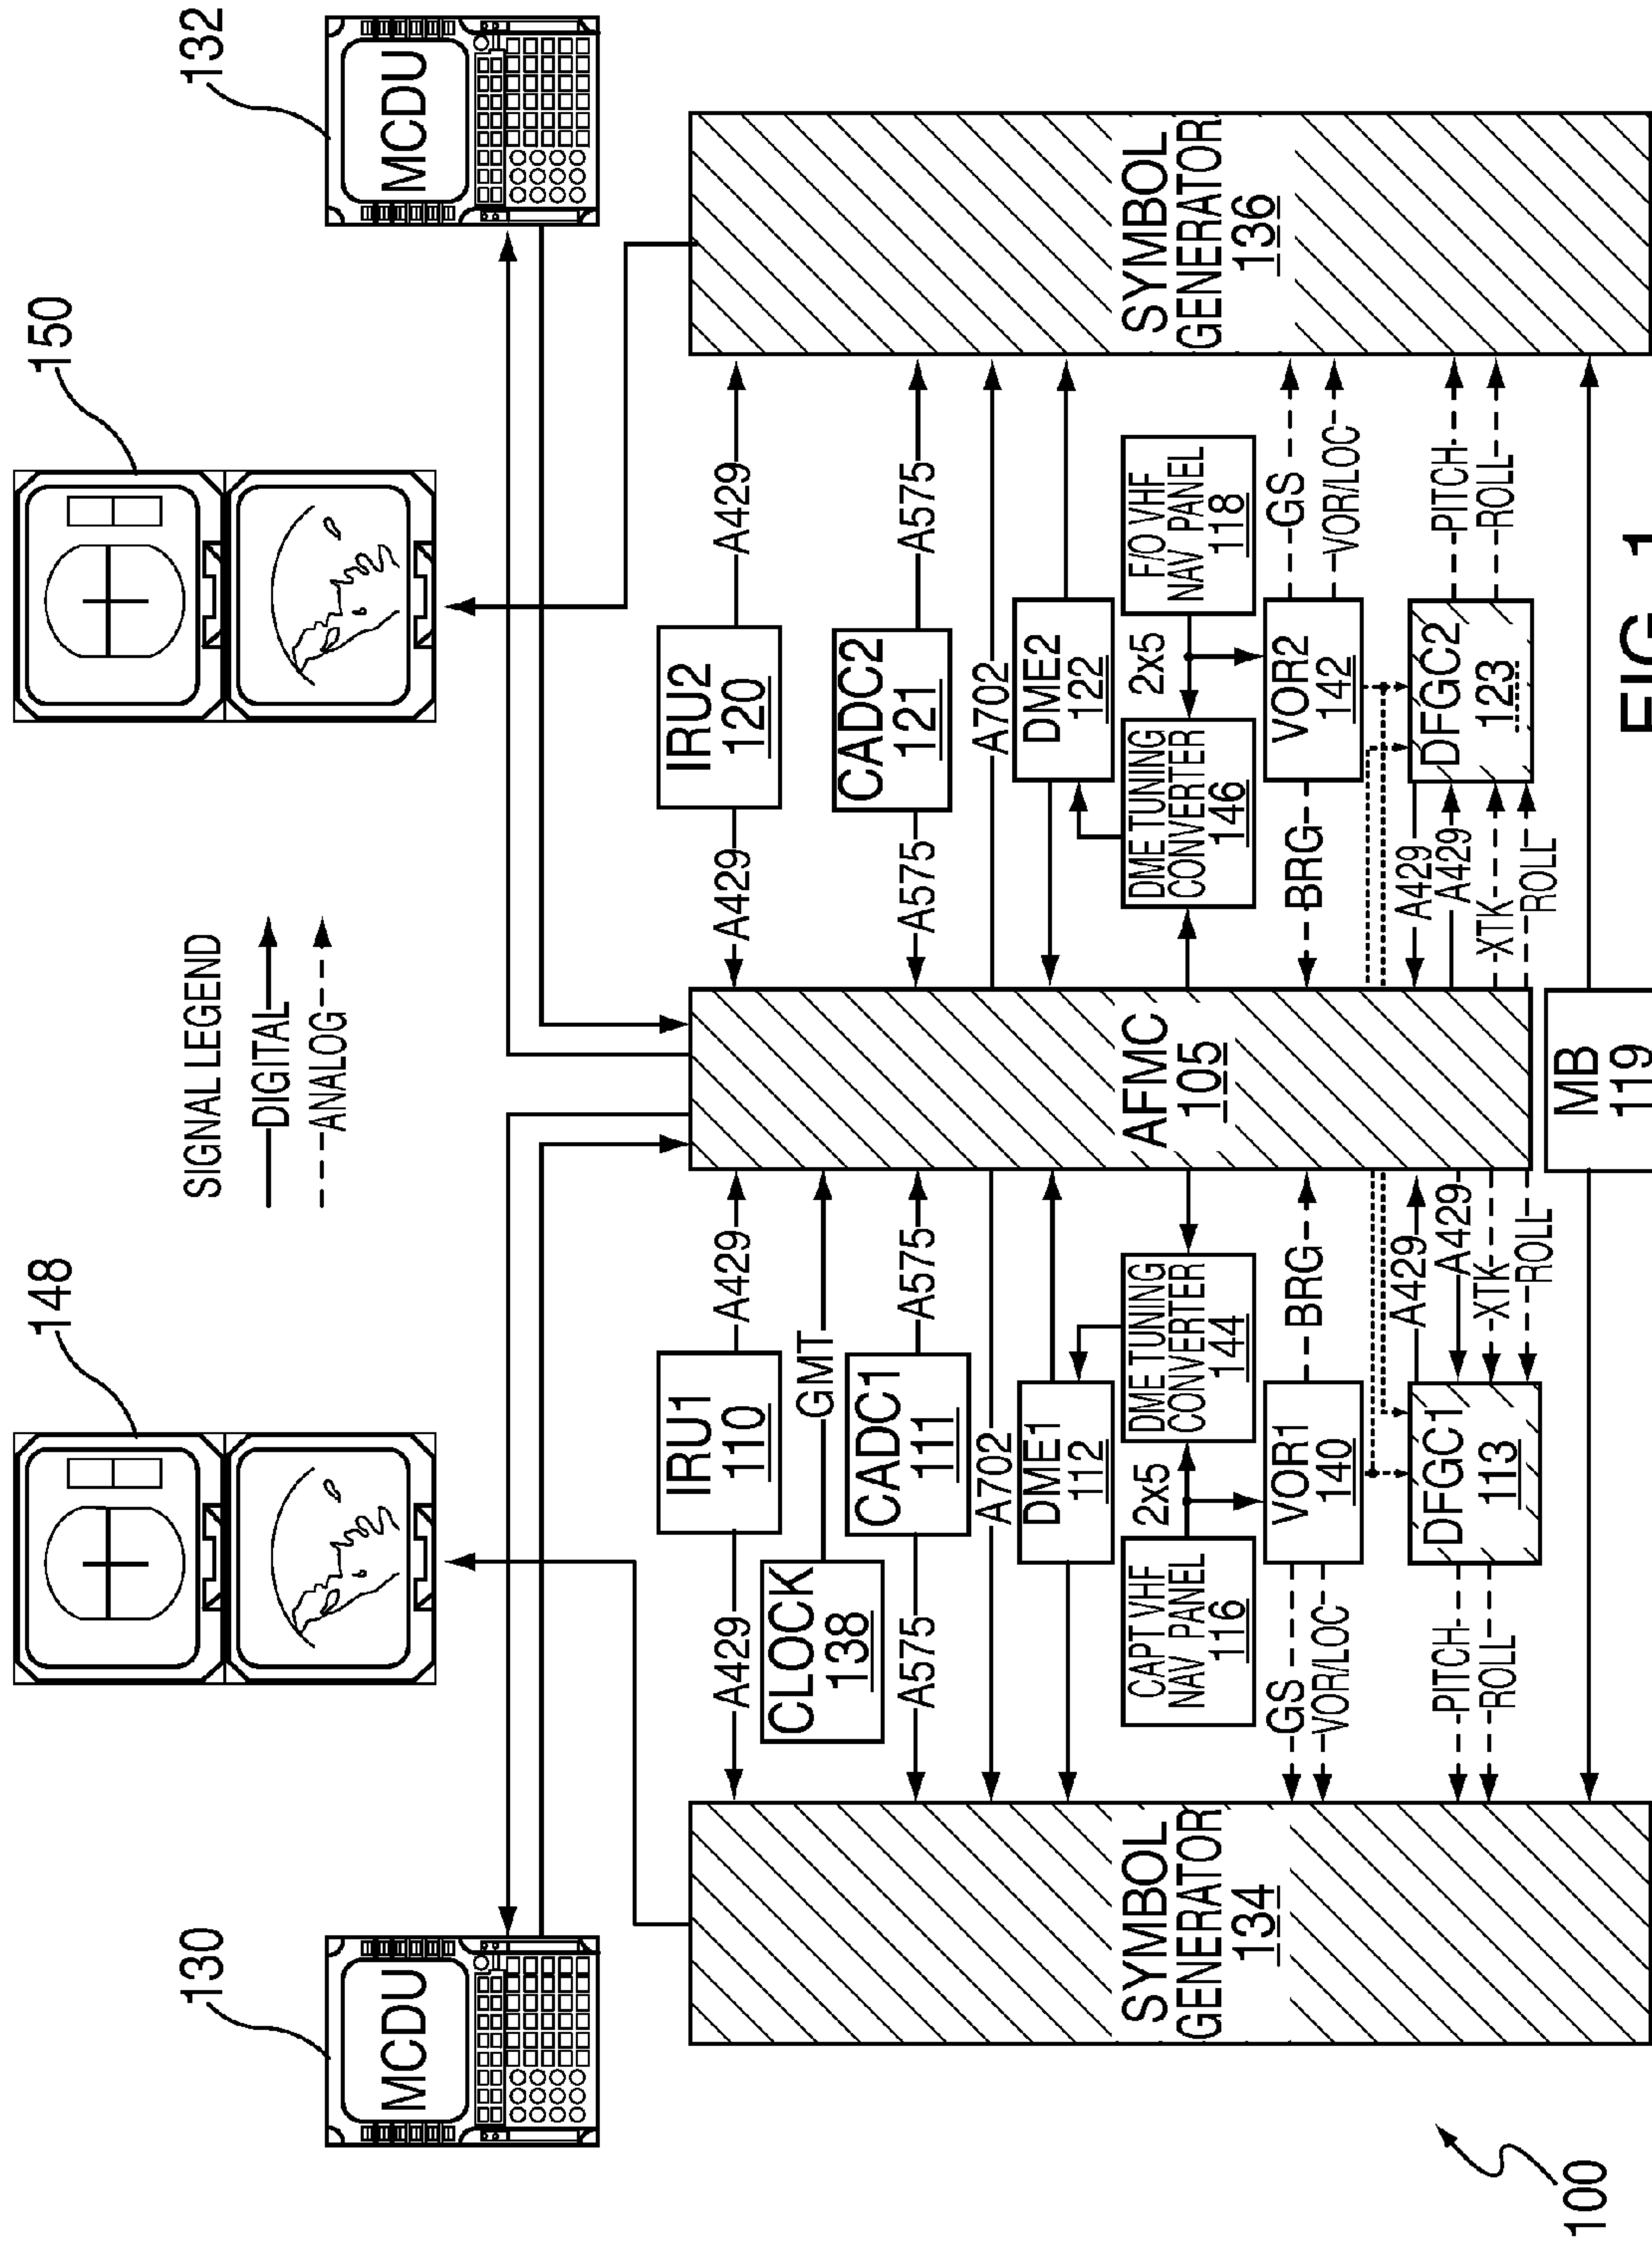 148
150
SIGNAL LEGEND
DIGITAL
ANALOG
130
132
MCDU
MCDU
IRU1
110
IRU2
120
A429
A429
A429
A429
CLOCK
138
GMT
CADC1
111
CADC2
121
A575
A575
A575
A575
A702
A702
DME1
112
DME2
122
SYMBOL
GENERATOR
134
CAPT VHF
NAV PANEL
116
2x5
DME TUNING
CONVERTER
144
AFMC
105
DME TUNING
CONVERTER
146
2x5
F/O VHF
NAV PANEL
118
SYMBOL
GENERATOR
136
GS
VOR/LOC
VOR1
140
BRG
BRG
VOR2
142
GS
VOR/LOC
PITCH
ROLL
DFGC1
113
A429
A429
XTK
ROLL
A429
A429
XTK
ROLL
DFGC2
123
PITCH
ROLL
MB
119
100
FIG. 1